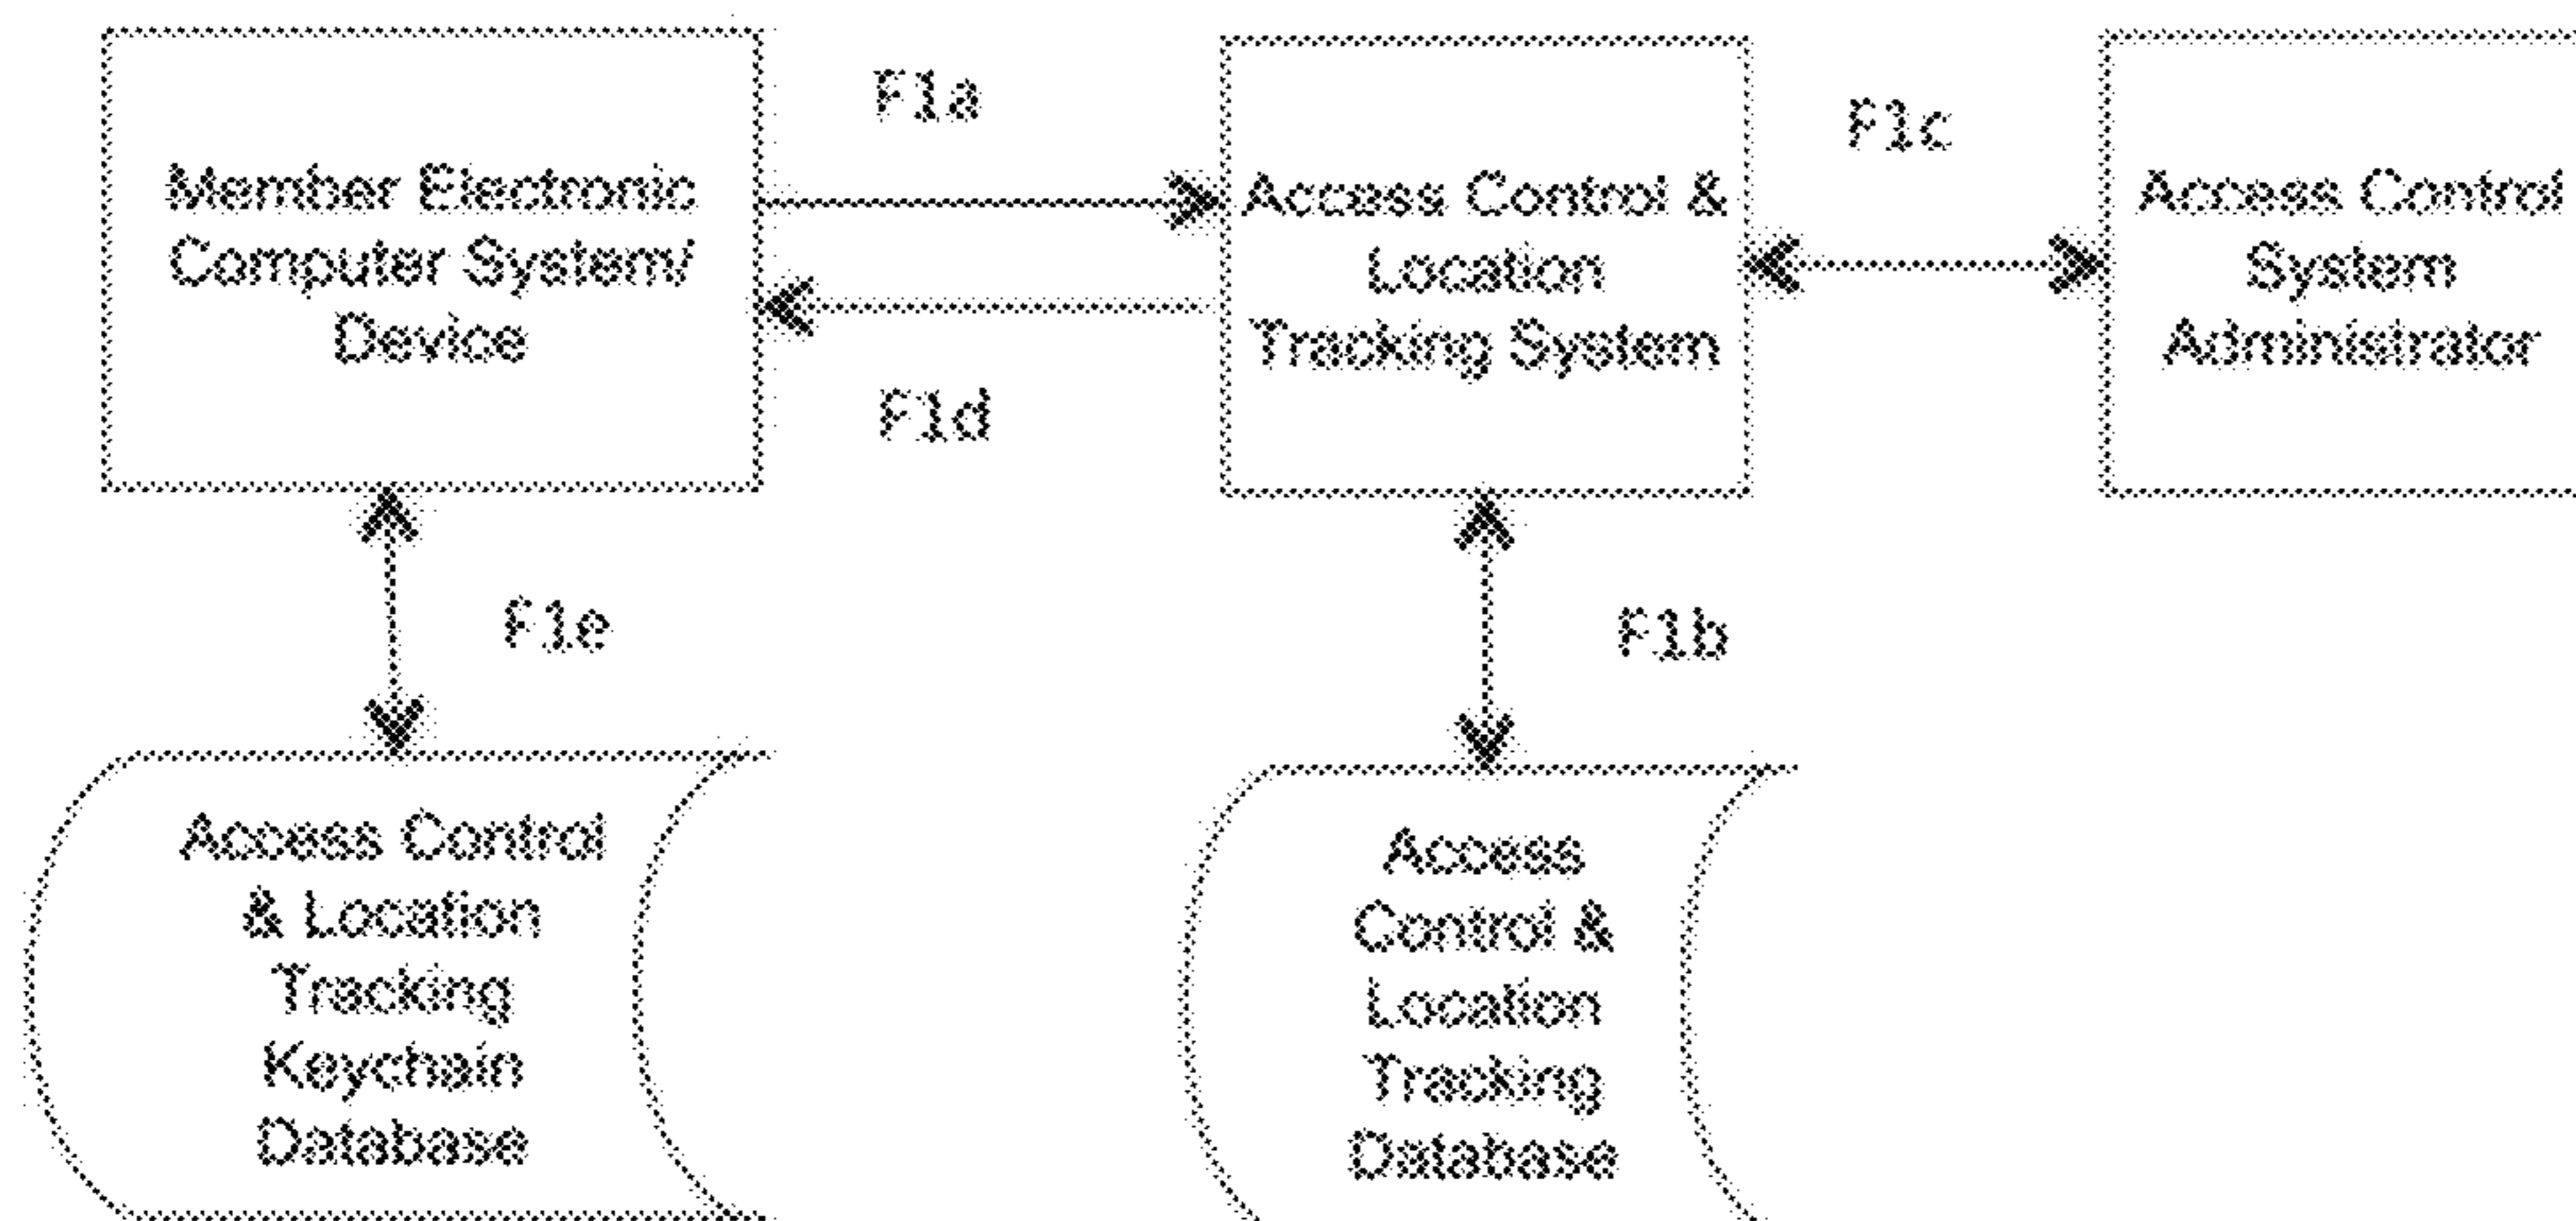 Member Electronic
Computer System/
Device
F1a
F1d
Access Control &
Location
Tracking System
F1c
Access Control
System
Administrator
F1e
F1b
Access Control
& Location
Tracking
Keychain
Database
Access
Control &
Location
Tracking
Database